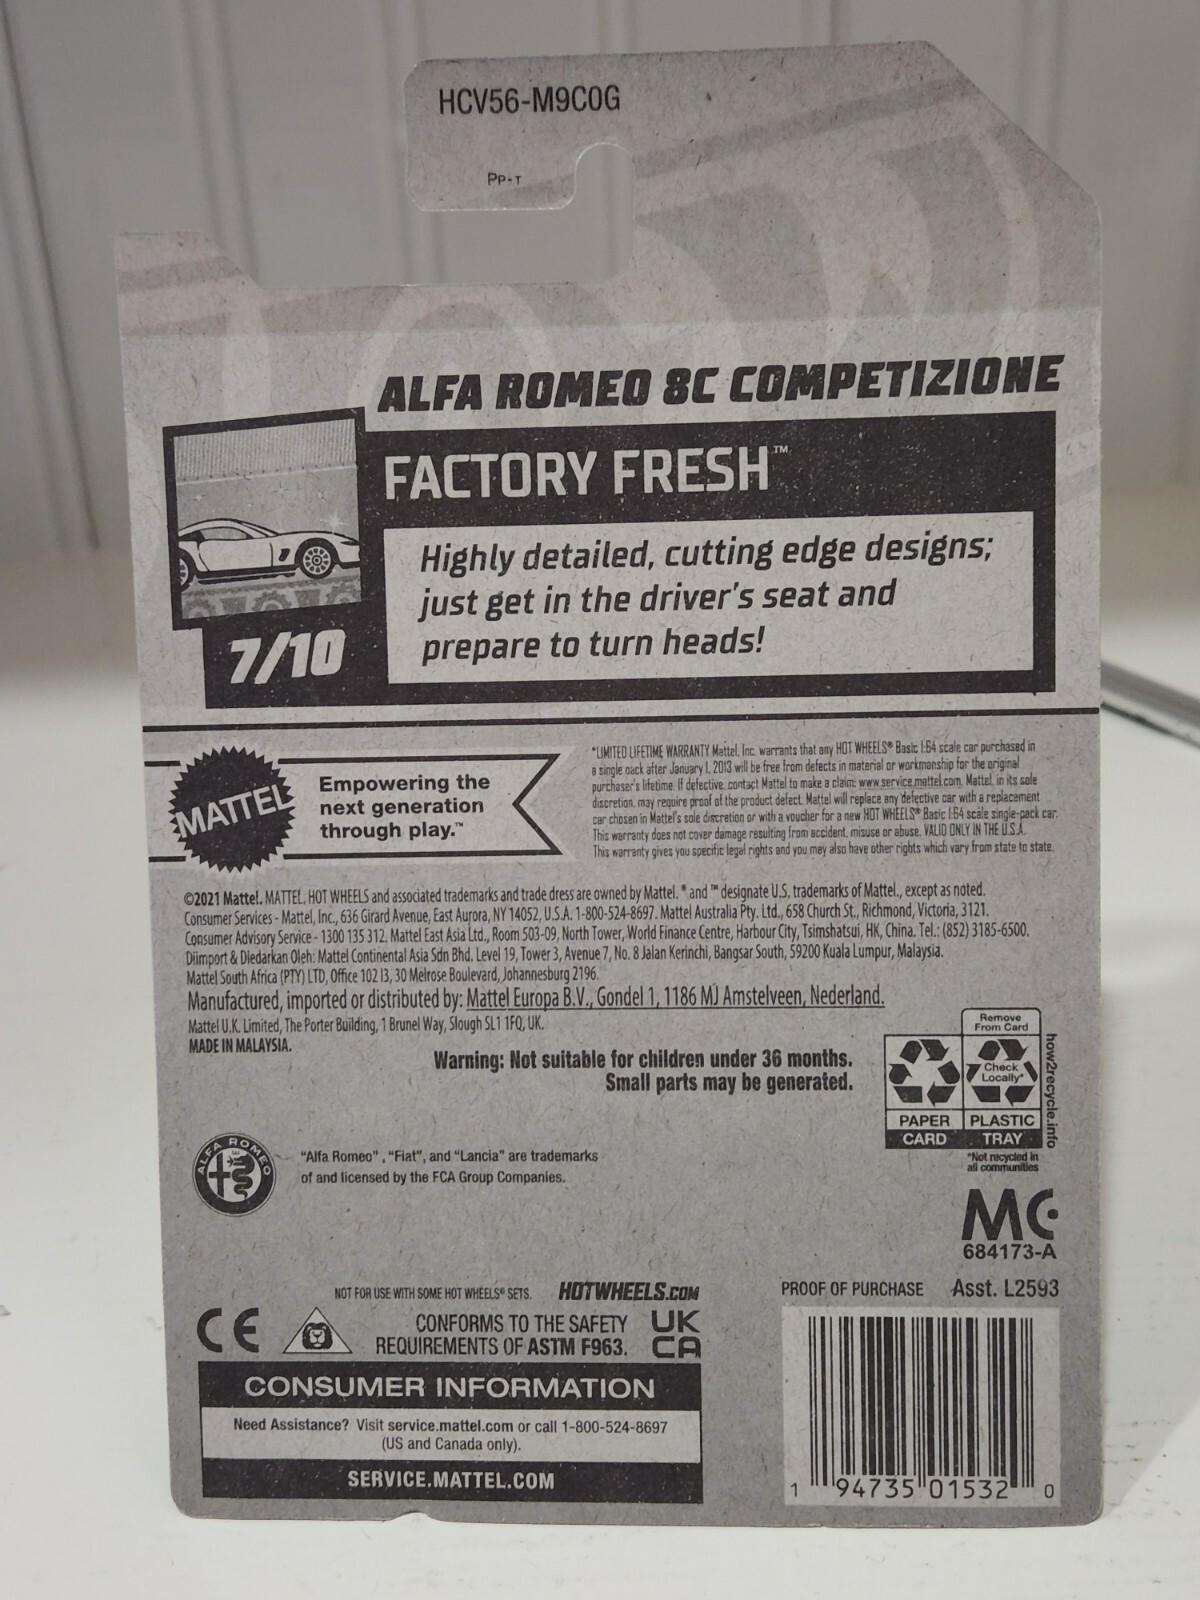 HCV56-M9C0G
PP-T
ALFA ROMEO 8C COMPETIZIONE
FACTORY FRESH™
Highly detailed, cutting edge designs;
just get in the driver's seat and
prepare to turn heads!
7/10
MATTEL
Empowering the
next generation
through play.™
*LIMITED LIFETIME WARRANTY Mattel, Inc. warrants that any HOT WHEELS® Basic 1:64 scale car purchased in
a single pack after January 1, 2013 will be free from defects in material or workmanship for the original
purchaser's lifetime. If defective, contact Mattel to make a claim: www.service.mattel.com. Mattel, in its sole
discretion, may require proof of the product defect. Mattel will replace any defective car with a replacement
car chosen in Mattel's sole discretion or with a voucher for a new HOT WHEELS® Basic 1:64 scale single-pack car.
This warranty does not cover damage resulting from accident, misuse or abuse. VALID ONLY IN THE U.S.A.
This warranty gives you specific legal rights and you may also have other rights which vary from state to state.
©2021 Mattel. MATTEL, HOT WHEELS and associated trademarks and trade dress are owned by Mattel. ® and ™ designate U.S. trademarks of Mattel., except as noted.
Consumer Services - Mattel, Inc., 636 Girard Avenue, East Aurora, NY 14052, U.S.A. 1-800-524-8697. Mattel Australia Pty. Ltd., 658 Church St., Richmond, Victoria, 3121.
Consumer Advisory Service - 1300 135 312. Mattel East Asia Ltd., Room 503-09, North Tower, World Finance Centre, Harbour City, Tsimshatsui, HK, China. Tel.: (852) 3185-6500.
Diimport & Diedarkan Oleh: Mattel Continental Asia Sdn Bhd. Level 19, Tower 3, Avenue 7, No. 8 Jalan Kerinchi, Bangsar South, 59200 Kuala Lumpur, Malaysia.
Mattel South Africa (PTY) LTD, Office 102 I3, 30 Melrose Boulevard, Johannesburg 2196.
Manufactured, imported or distributed by: Mattel Europa B.V., Gondel 1, 1186 MJ Amstelveen, Nederland.
Mattel U.K. Limited, The Porter Building, 1 Brunel Way, Slough SL1 1FQ, UK.
MADE IN MALAYSIA.
Warning: Not suitable for children under 36 months.
Small parts may be generated.
Remove
From Card
Check
Locally*
PAPER
CARD
PLASTIC
TRAY
how2recycle.info
*Not recycled in
all communities
ALFA ROMEO
"Alfa Romeo", "Fiat", and "Lancia" are trademarks
of and licensed by the FCA Group Companies.
MC
684173-A
NOT FOR USE WITH SOME HOT WHEELS® SETS.
HOTWHEELS.COM
PROOF OF PURCHASE Asst. L2593
CE
CONFORMS TO THE SAFETY
REQUIREMENTS OF ASTM F963.
UK
CA
CONSUMER INFORMATION
Need Assistance? Visit service.mattel.com or call 1-800-524-8697
(US and Canada only).
SERVICE.MATTEL.COM
1 94735 01532 0